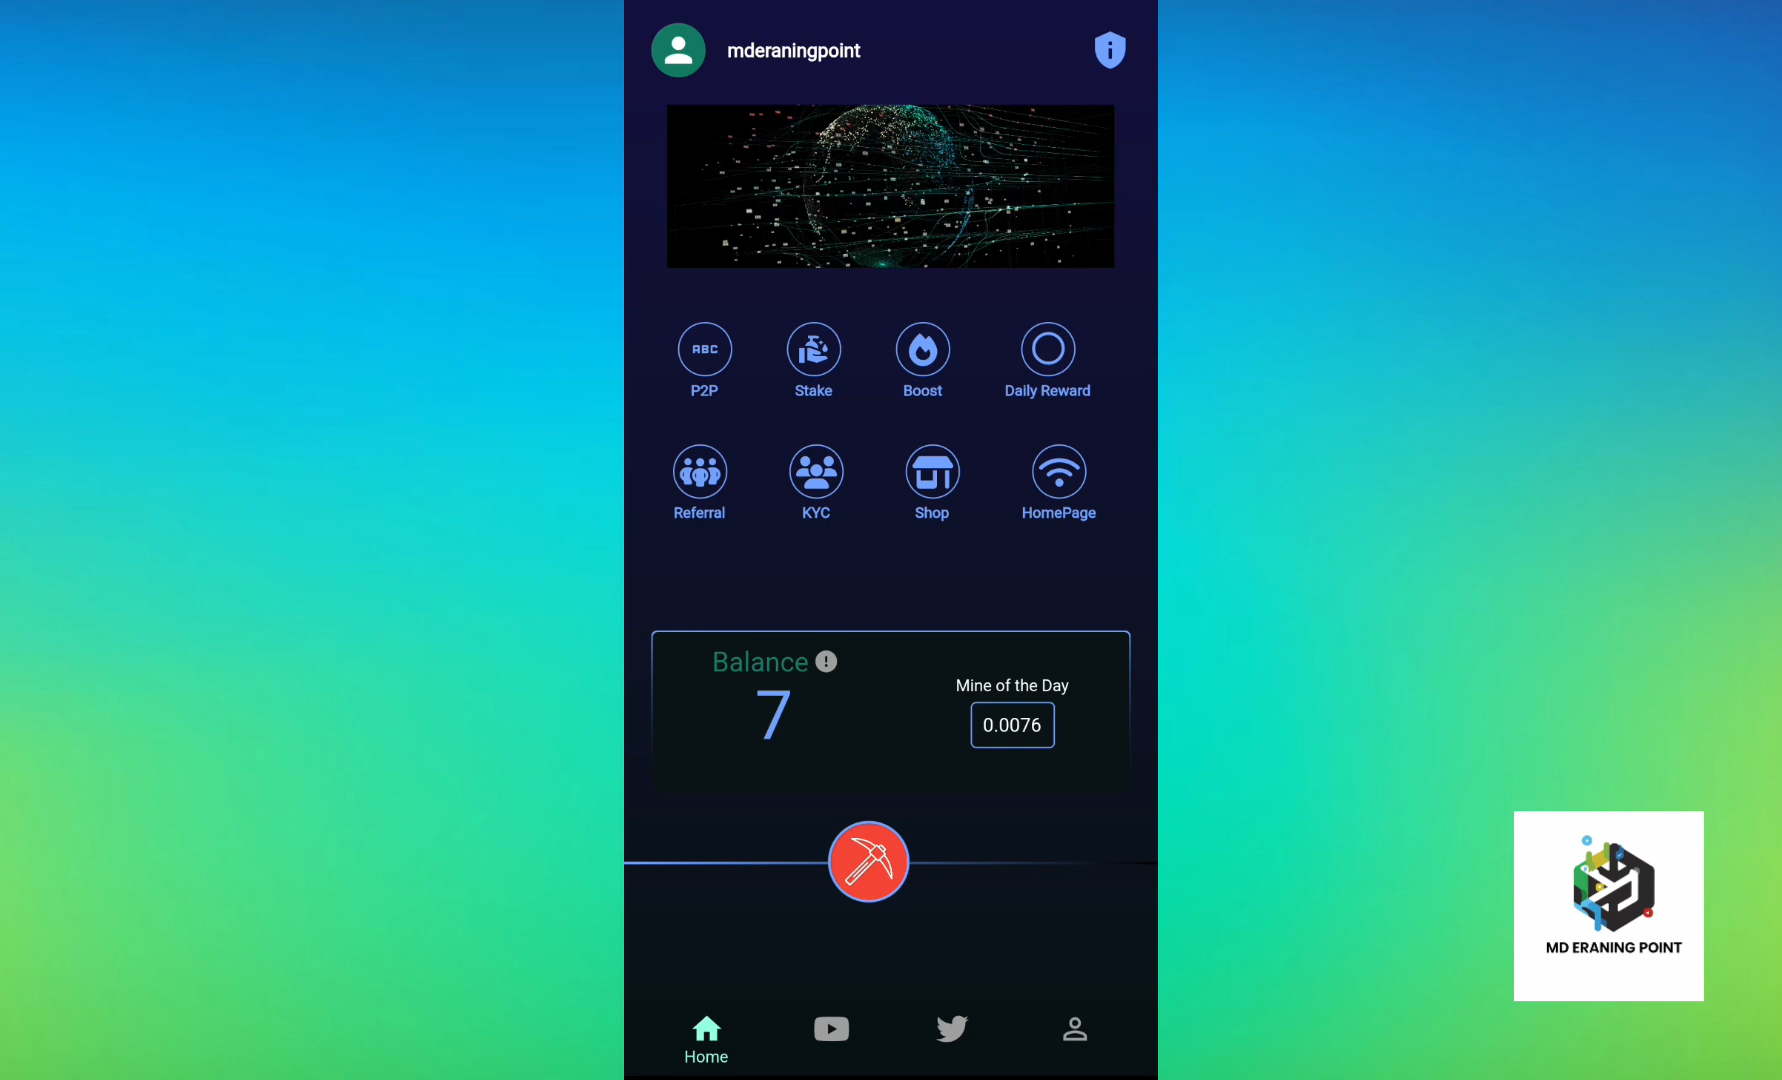 mderaningpoint
ABC
P2P
Stake
Boost
Daily Reward
Referral
KYC
Shop
HomePage
Balance
7
Mine of the Day
0.0076
MD ERANING POINT
Home